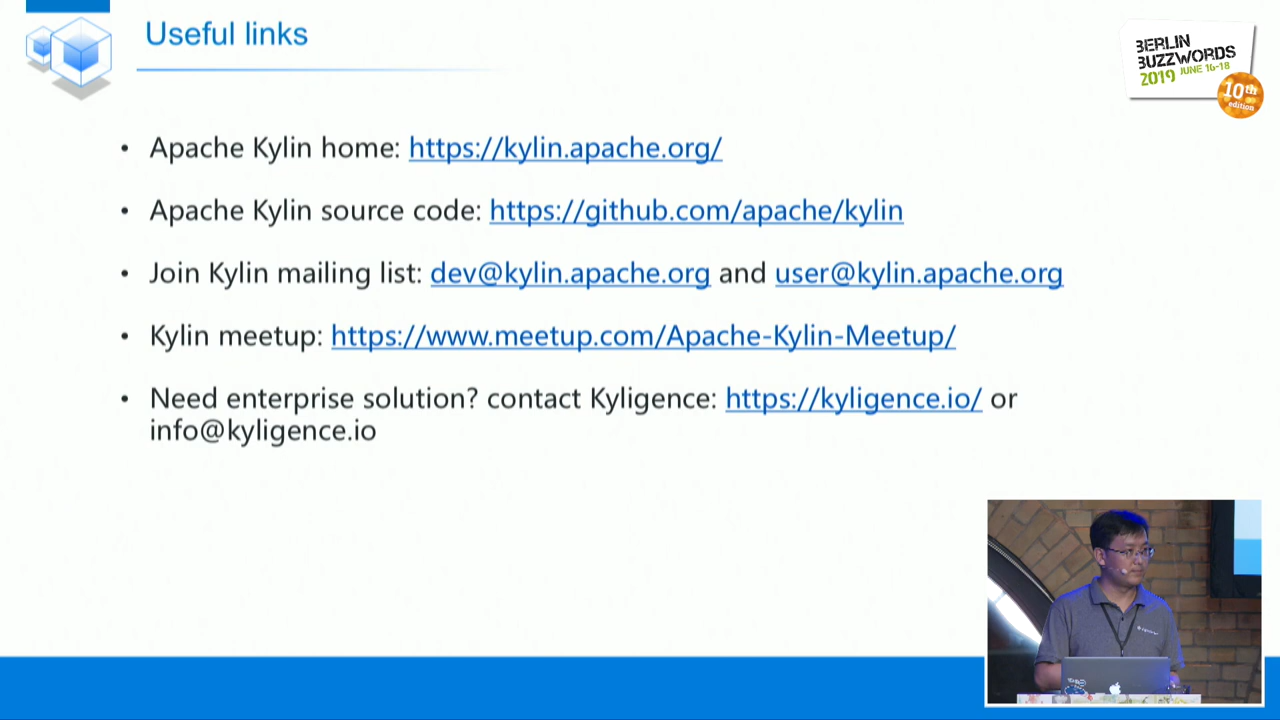 Useful links
BERLIN
BUZZWORDS
2019 JUNE 16-18
10th
edition
• Apache Kylin home: https://kylin.apache.org/
• Apache Kylin source code: https://github.com/apache/kylin
• Join Kylin mailing list: dev@kylin.apache.org and user@kylin.apache.org
• Kylin meetup: https://www.meetup.com/Apache-Kylin-Meetup/
• Need enterprise solution? contact Kyligence: https://kyligence.io/ or
info@kyligence.io